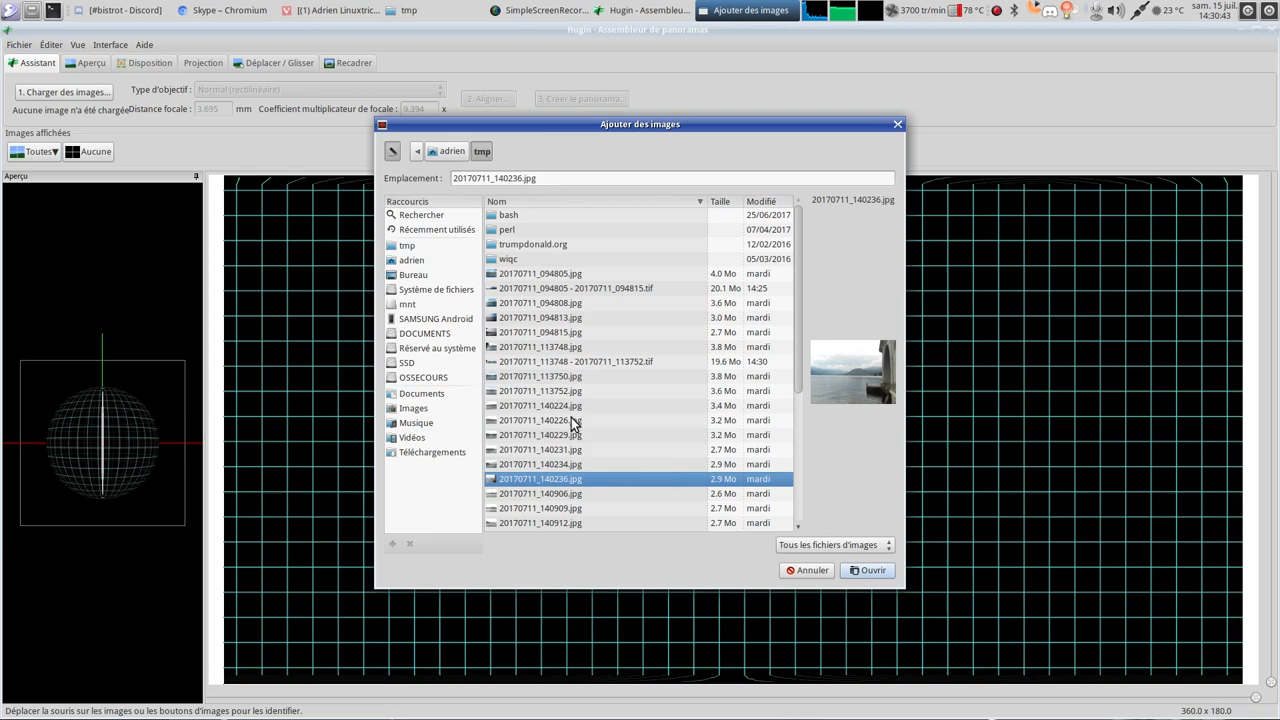 [#bistrot - Discord] Skype – Chromium (1) Adrien Linuxtric... tmp SimpleScreenRecor... Hugin - Assembleu... Ajouter des images 3700 tr/min 78 °C 23 °C sam. 15 juil. 14:30:43
Hugin - Assembleur de panoramas
Fichier Éditer Vue Interface Aide
Assistant Aperçu Disposition Projection Déplacer / Glisser Recadrer
1. Charger des images... Type d'objectif : Normal (rectilinéaire) 2. Aligner... 3. Créer le panorama...
Aucune image n'a été chargée Distance focale : 3.695 mm Coefficient multiplicateur de focale : 9.394 x
Images affichées
Toutes Aucune
Aperçu
Ajouter des images
adrien tmp
Emplacement : 20170711_140236.jpg
Raccourcis Nom Taille Modifié 20170711_140236.jpg
Rechercher bash 25/06/2017
Récemment utilisés perl 07/04/2017
tmp trumpdonald.org 12/02/2016
adrien wiqc 05/03/2016
Bureau 20170711_094805.jpg 4.0 Mo mardi
Système de fichiers 20170711_094805 - 20170711_094815.tif 20.1 Mo 14:25
mnt 20170711_094808.jpg 3.6 Mo mardi
SAMSUNG Android 20170711_094813.jpg 3.0 Mo mardi
DOCUMENTS 20170711_094815.jpg 2.7 Mo mardi
Réservé au système 20170711_113748.jpg 3.8 Mo mardi
SSD 20170711_113748 - 20170711_113752.tif 19.6 Mo 14:30
OSSECOURS 20170711_113750.jpg 3.8 Mo mardi
Documents 20170711_113752.jpg 3.6 Mo mardi
Images 20170711_140224.jpg 3.4 Mo mardi
Musique 20170711_140226.jpg 3.2 Mo mardi
Vidéos 20170711_140229.jpg 3.2 Mo mardi
Téléchargements 20170711_140231.jpg 2.7 Mo mardi
20170711_140234.jpg 2.9 Mo mardi
20170711_140236.jpg 2.9 Mo mardi
20170711_140906.jpg 2.6 Mo mardi
20170711_140909.jpg 2.7 Mo mardi
20170711_140912.jpg 2.7 Mo mardi
Tous les fichiers d'images
Annuler Ouvrir
Déplacer la souris sur les images ou les boutons d'images pour les identifier. 360.0 x 180.0